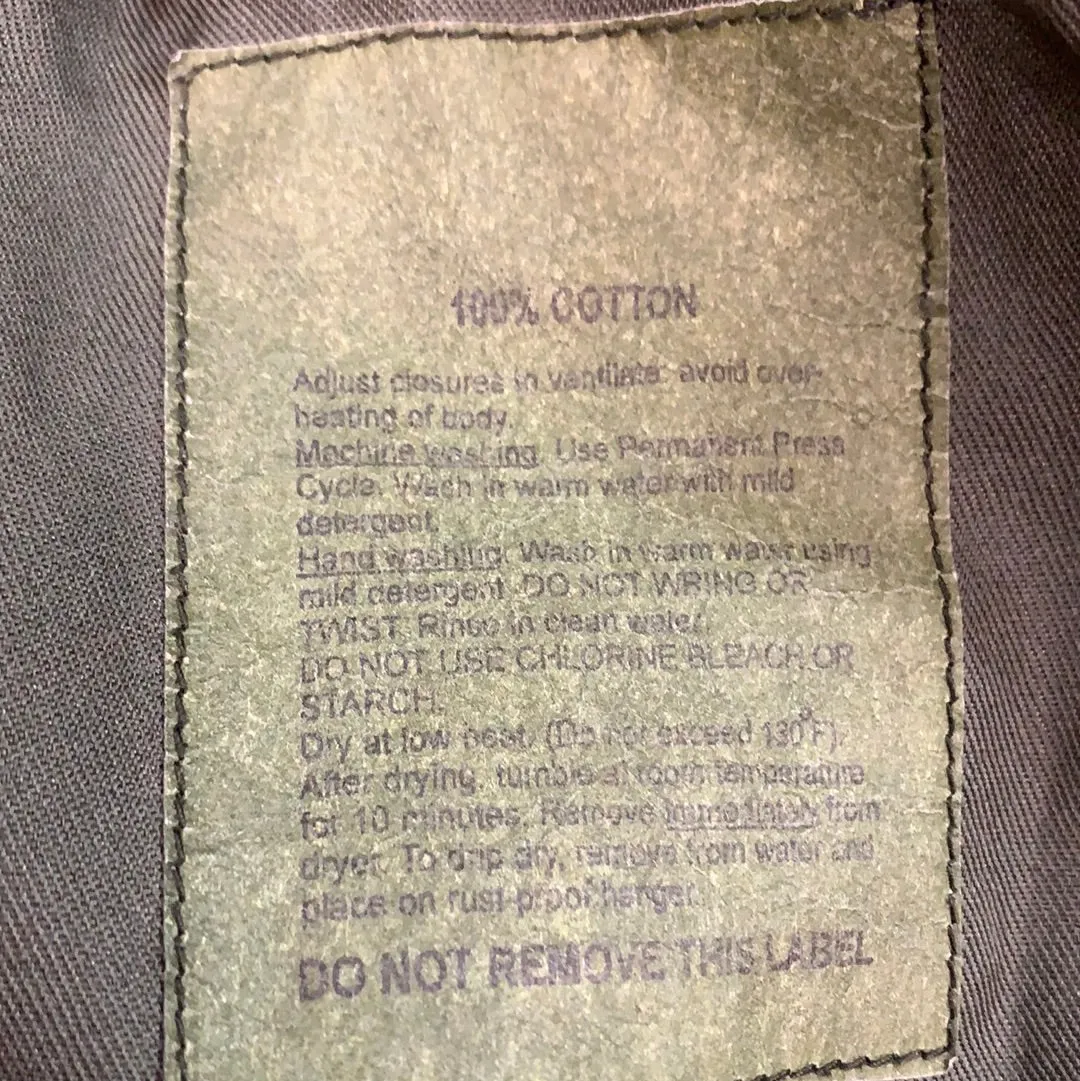 100% COTTON
Adjust closures to ventilate: avoid over-
heating of body.
Machine washing: Use Permanent Press
Cycle. Wash in warm water with mild
detergent.
Hand washing: Wash in warm water using
mild detergent. DO NOT WRING OR
TWIST. Rinse in clean water.
DO NOT USE CHLORINE BLEACH OR
STARCH.
Dry at low heat. (Do not exceed 130°F).
After drying, tumble at room temperature
for 10 minutes. Remove immediately from
dryer. To drip dry, remove from water and
place on rust-proof hanger.
DO NOT REMOVE THIS LABEL